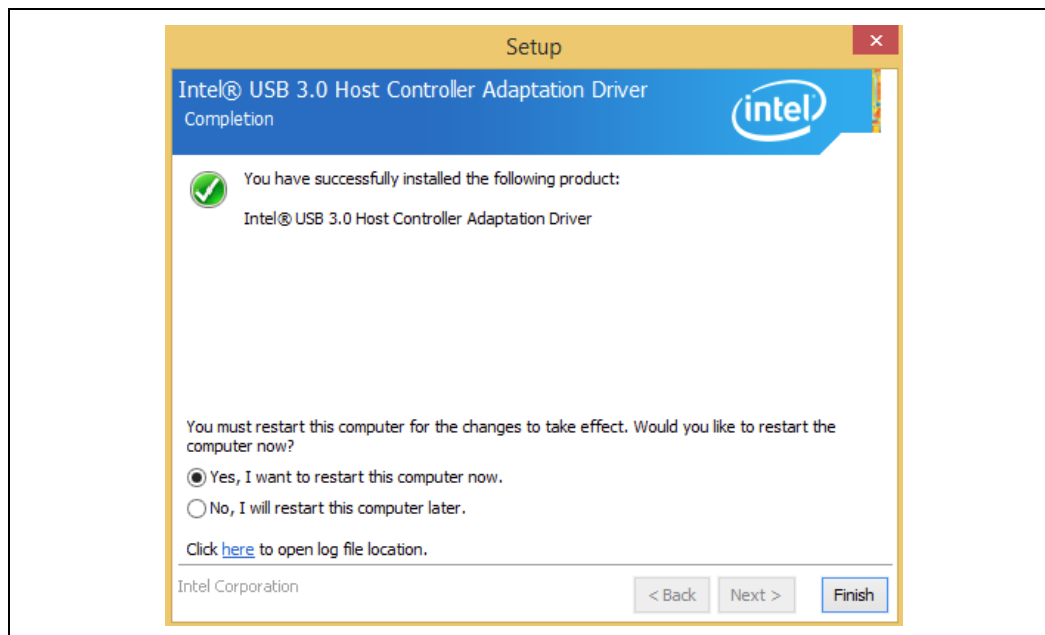 Setup
Intel® USB 3.0 Host Controller Adaptation Driver
Completion
(intel)
You have successfully installed the following product:
Intel® USB 3.0 Host Controller Adaptation Driver
You must restart this computer for the changes to take effect. Would you like to restart the
computer now?
Yes, I want to restart this computer now.
No, I will restart this computer later.
Click here to open log file location.
Intel Corporation
< Back
Next >
Finish